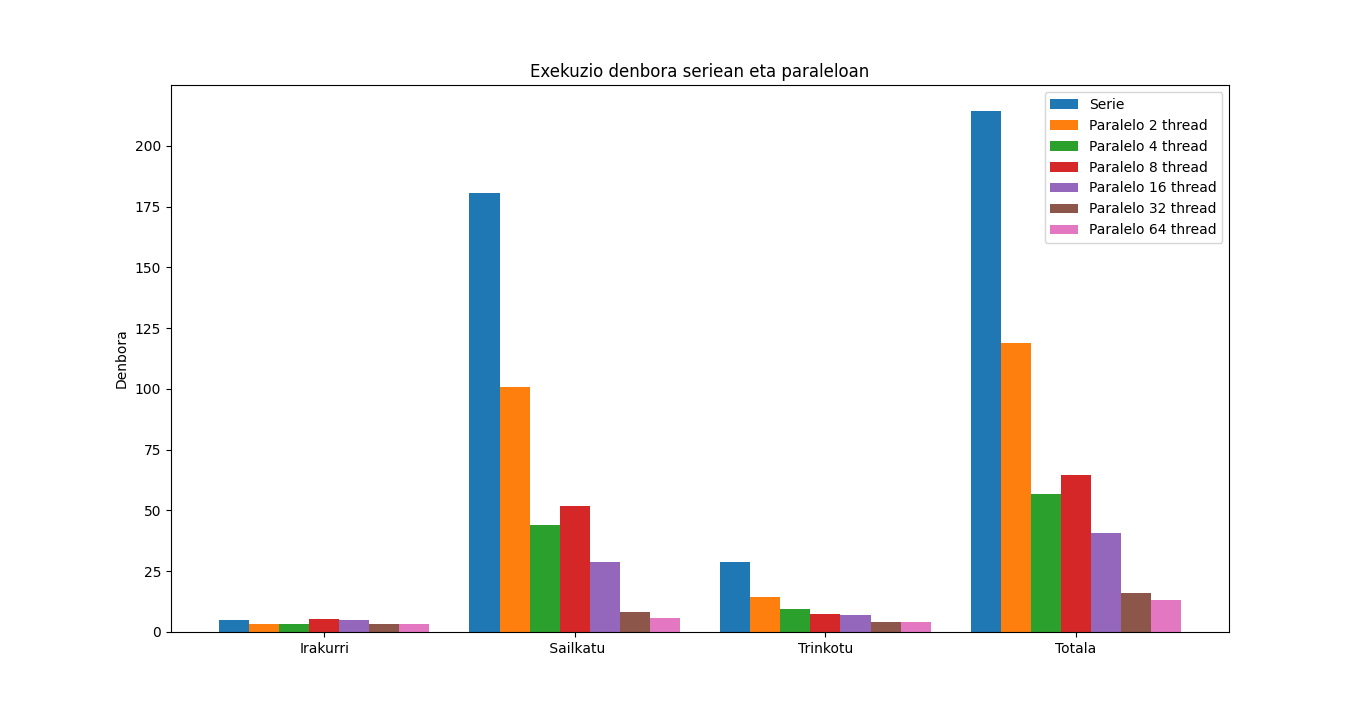 Exekuzio denbora seriean eta paraleloan
Serie
Paralelo 2 thread
Paralelo 4 thread
Paralelo 8 thread
Paralelo 16 thread
Paralelo 32 thread
Paralelo 64 thread
Denbora
200
175
150
125
100
75
50
25
0
Irakurri
Sailkatu
Trinkotu
Totala